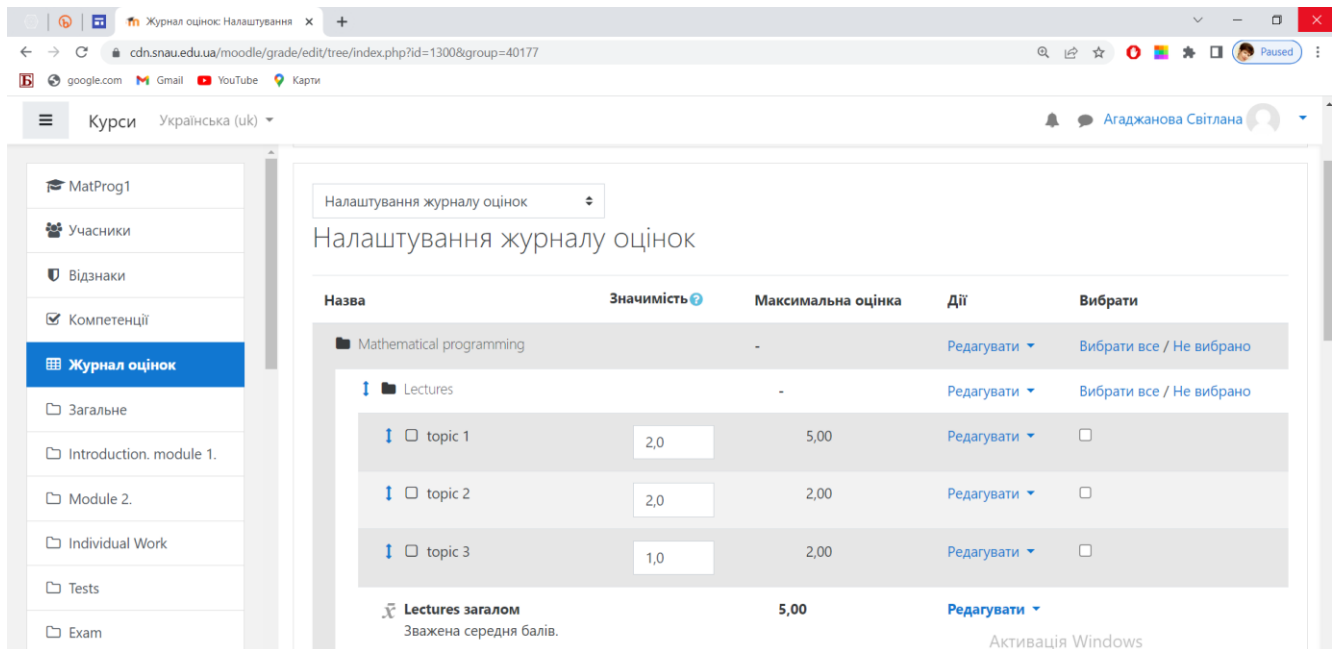 Журнал оцінок: Налаштування
cdn.snau.edu.ua/moodle/grade/edit/tree/index.php?id=1300&group=40177
Paused
google.com Gmail YouTube Карти
Курси Українська (uk) Агаджанова Світлана
MatProg1
Учасники
Відзнаки
Компетенції
Журнал оцінок
Загальне
Introduction. module 1.
Module 2.
Individual Work
Tests
Exam
Налаштування журналу оцінок
Налаштування журналу оцінок
Назва Значимість Максимальна оцінка Дії Вибрати
Mathematical programming - Редагувати Вибрати все / Не вибрано
Lectures - Редагувати Вибрати все / Не вибрано
topic 1 2,0 5,00 Редагувати
topic 2 2,0 2,00 Редагувати
topic 3 1,0 2,00 Редагувати
Lectures загалом 5,00 Редагувати
Зважена середня балів.
Активація Windows